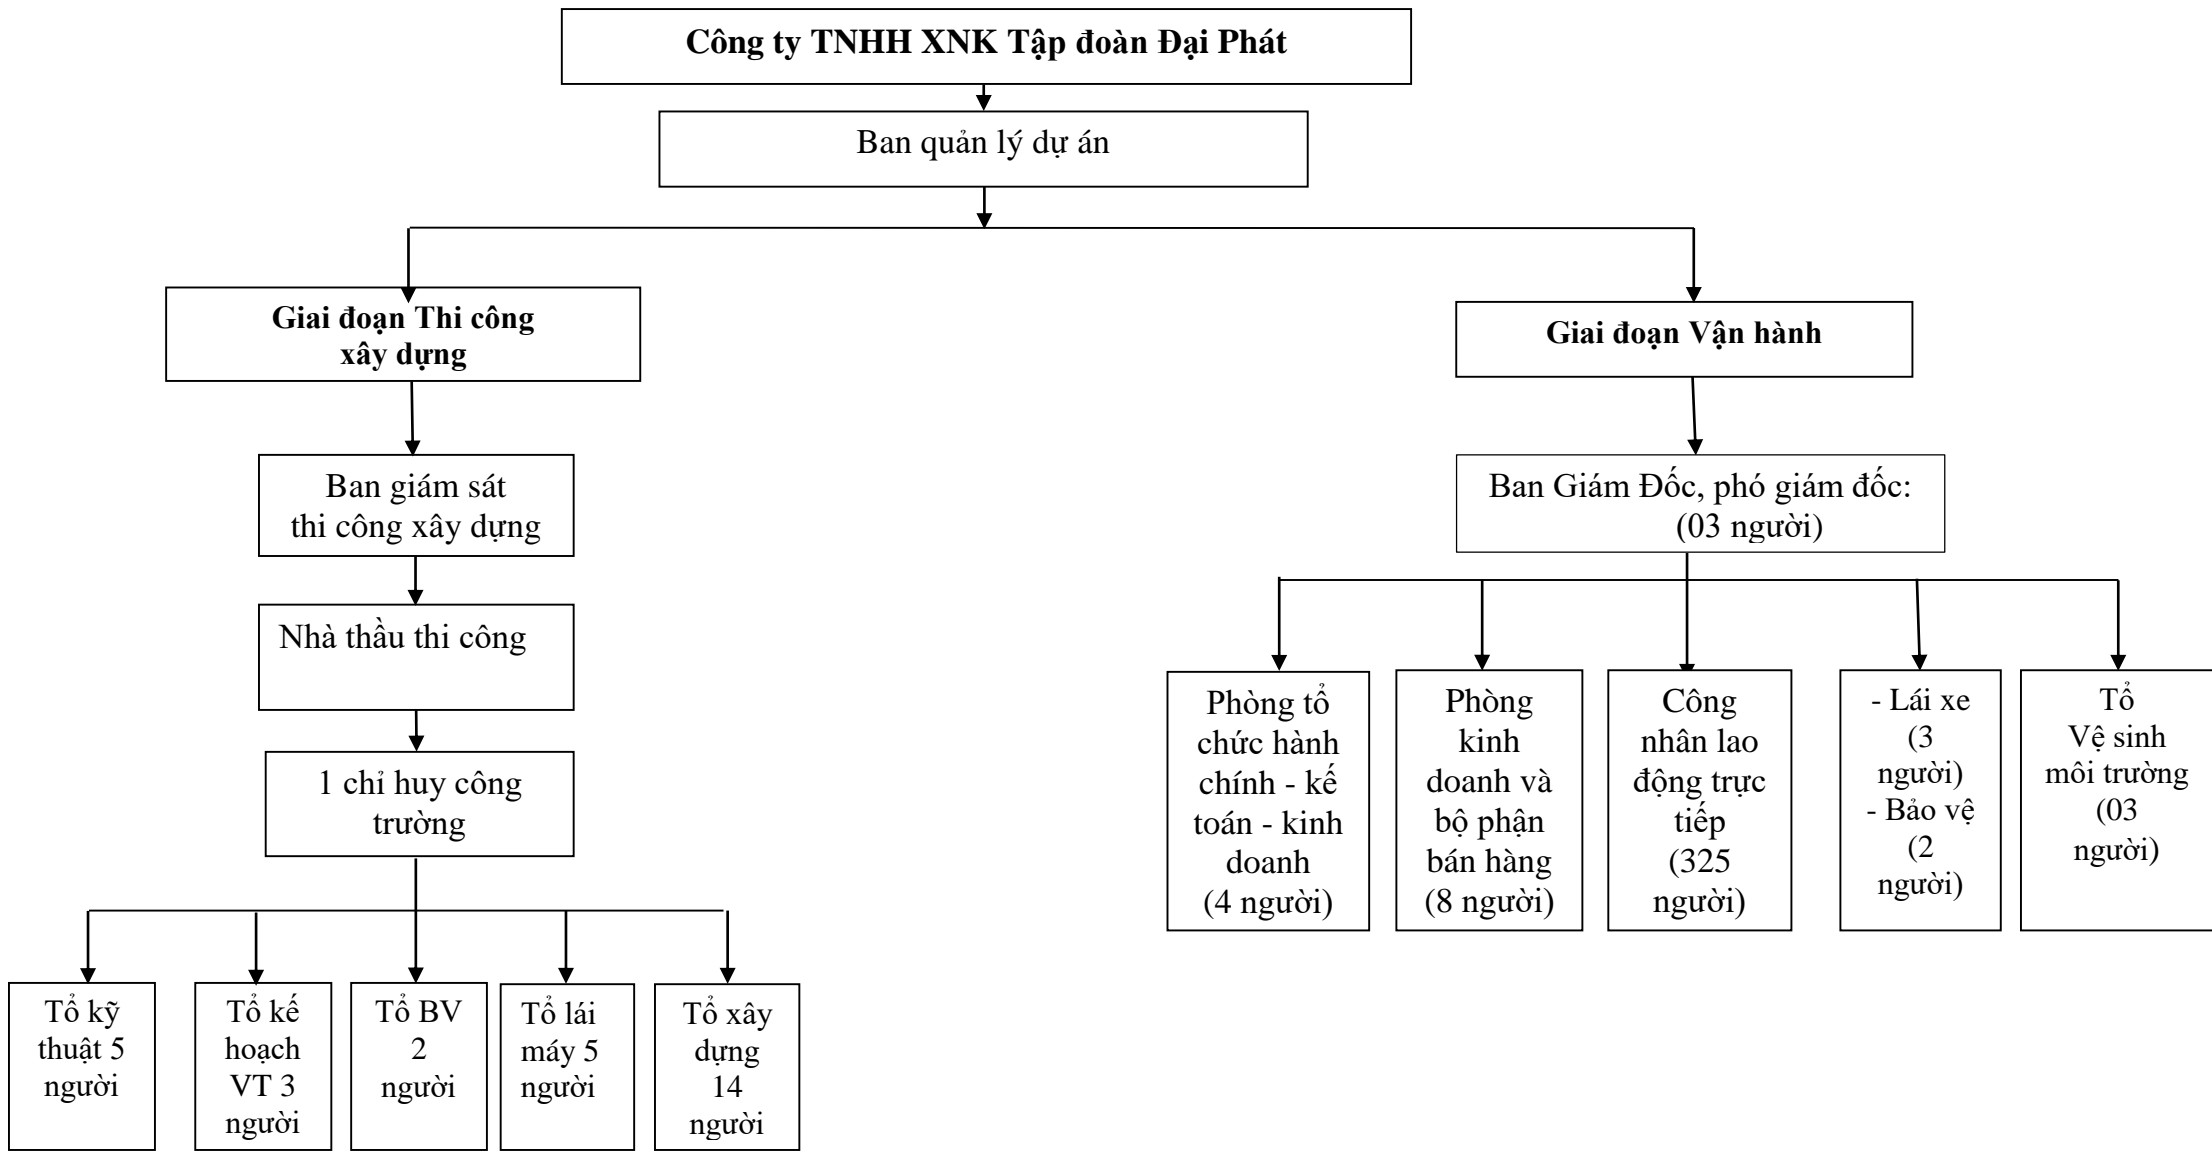 Công ty TNHH XNK Tập đoàn Đại Phát
Ban quản lý dự án
Giai đoạn Thi công
xây dựng
Giai đoạn Vận hành
Ban giám sát
thi công xây dựng
Ban Giám Đốc, phó giám đốc:
(03 người)
Nhà thầu thi công
1 chỉ huy công
trường
Phòng tổ
chức hành
chính - kế
toán - kinh
doanh
(4 người)
Phòng
kinh
doanh và
bộ phận
bán hàng
(8 người)
Công
nhân lao
động trực
tiếp
(325
người)
- Lái xe
(3
người)
- Bảo vệ
(2
người)
Tổ
Vệ sinh
môi trường
(03
người)
Tổ kỹ
thuật 5
người
Tổ kế
hoạch
VT 3
người
Tổ BV
2
người
Tổ lái
máy 5
người
Tổ xây
dựng
14
người